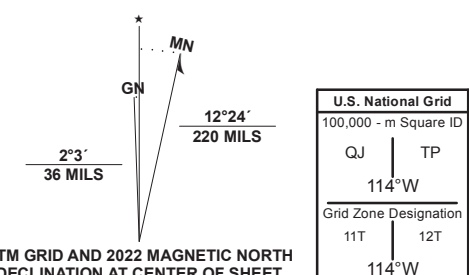 ★
MN
GN
12°24´
220 MILS
2°3´
36 MILS
TM GRID AND 2022 MAGNETIC NORTH
DECLINATION AT CENTER OF SHEET
U.S. National Grid
100,000 - m Square ID
QJ TP
114°W
Grid Zone Designation
11T 12T
114°W